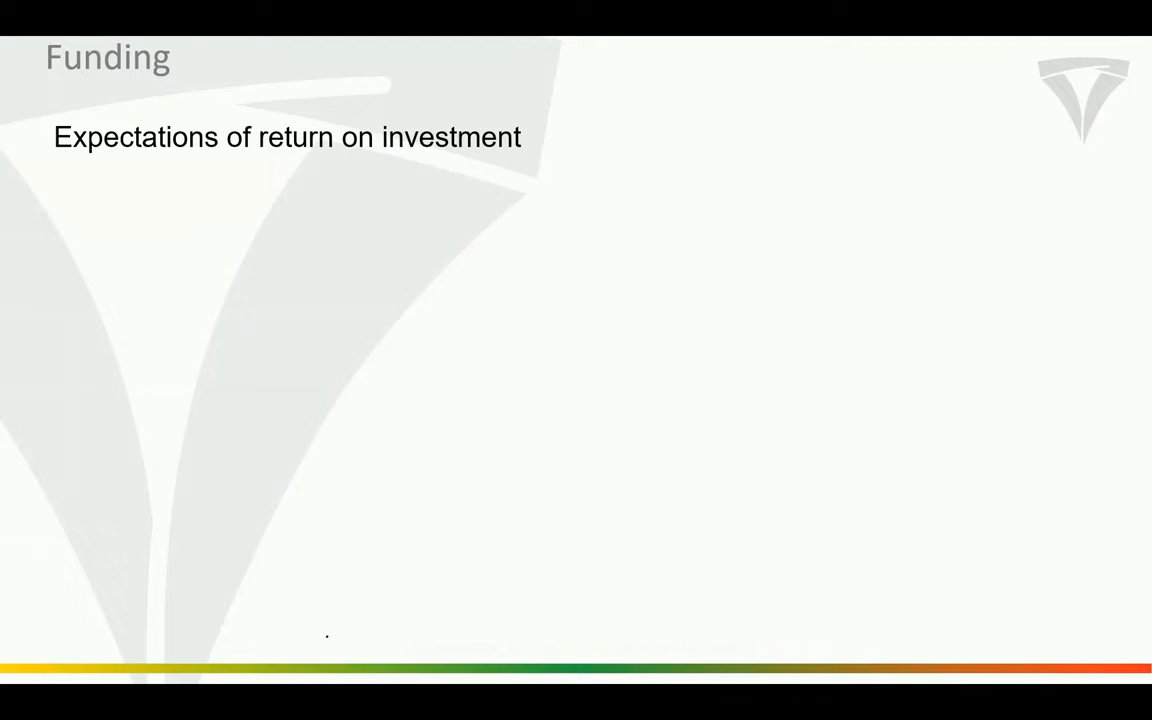 Funding
Expectations of return on investment
.